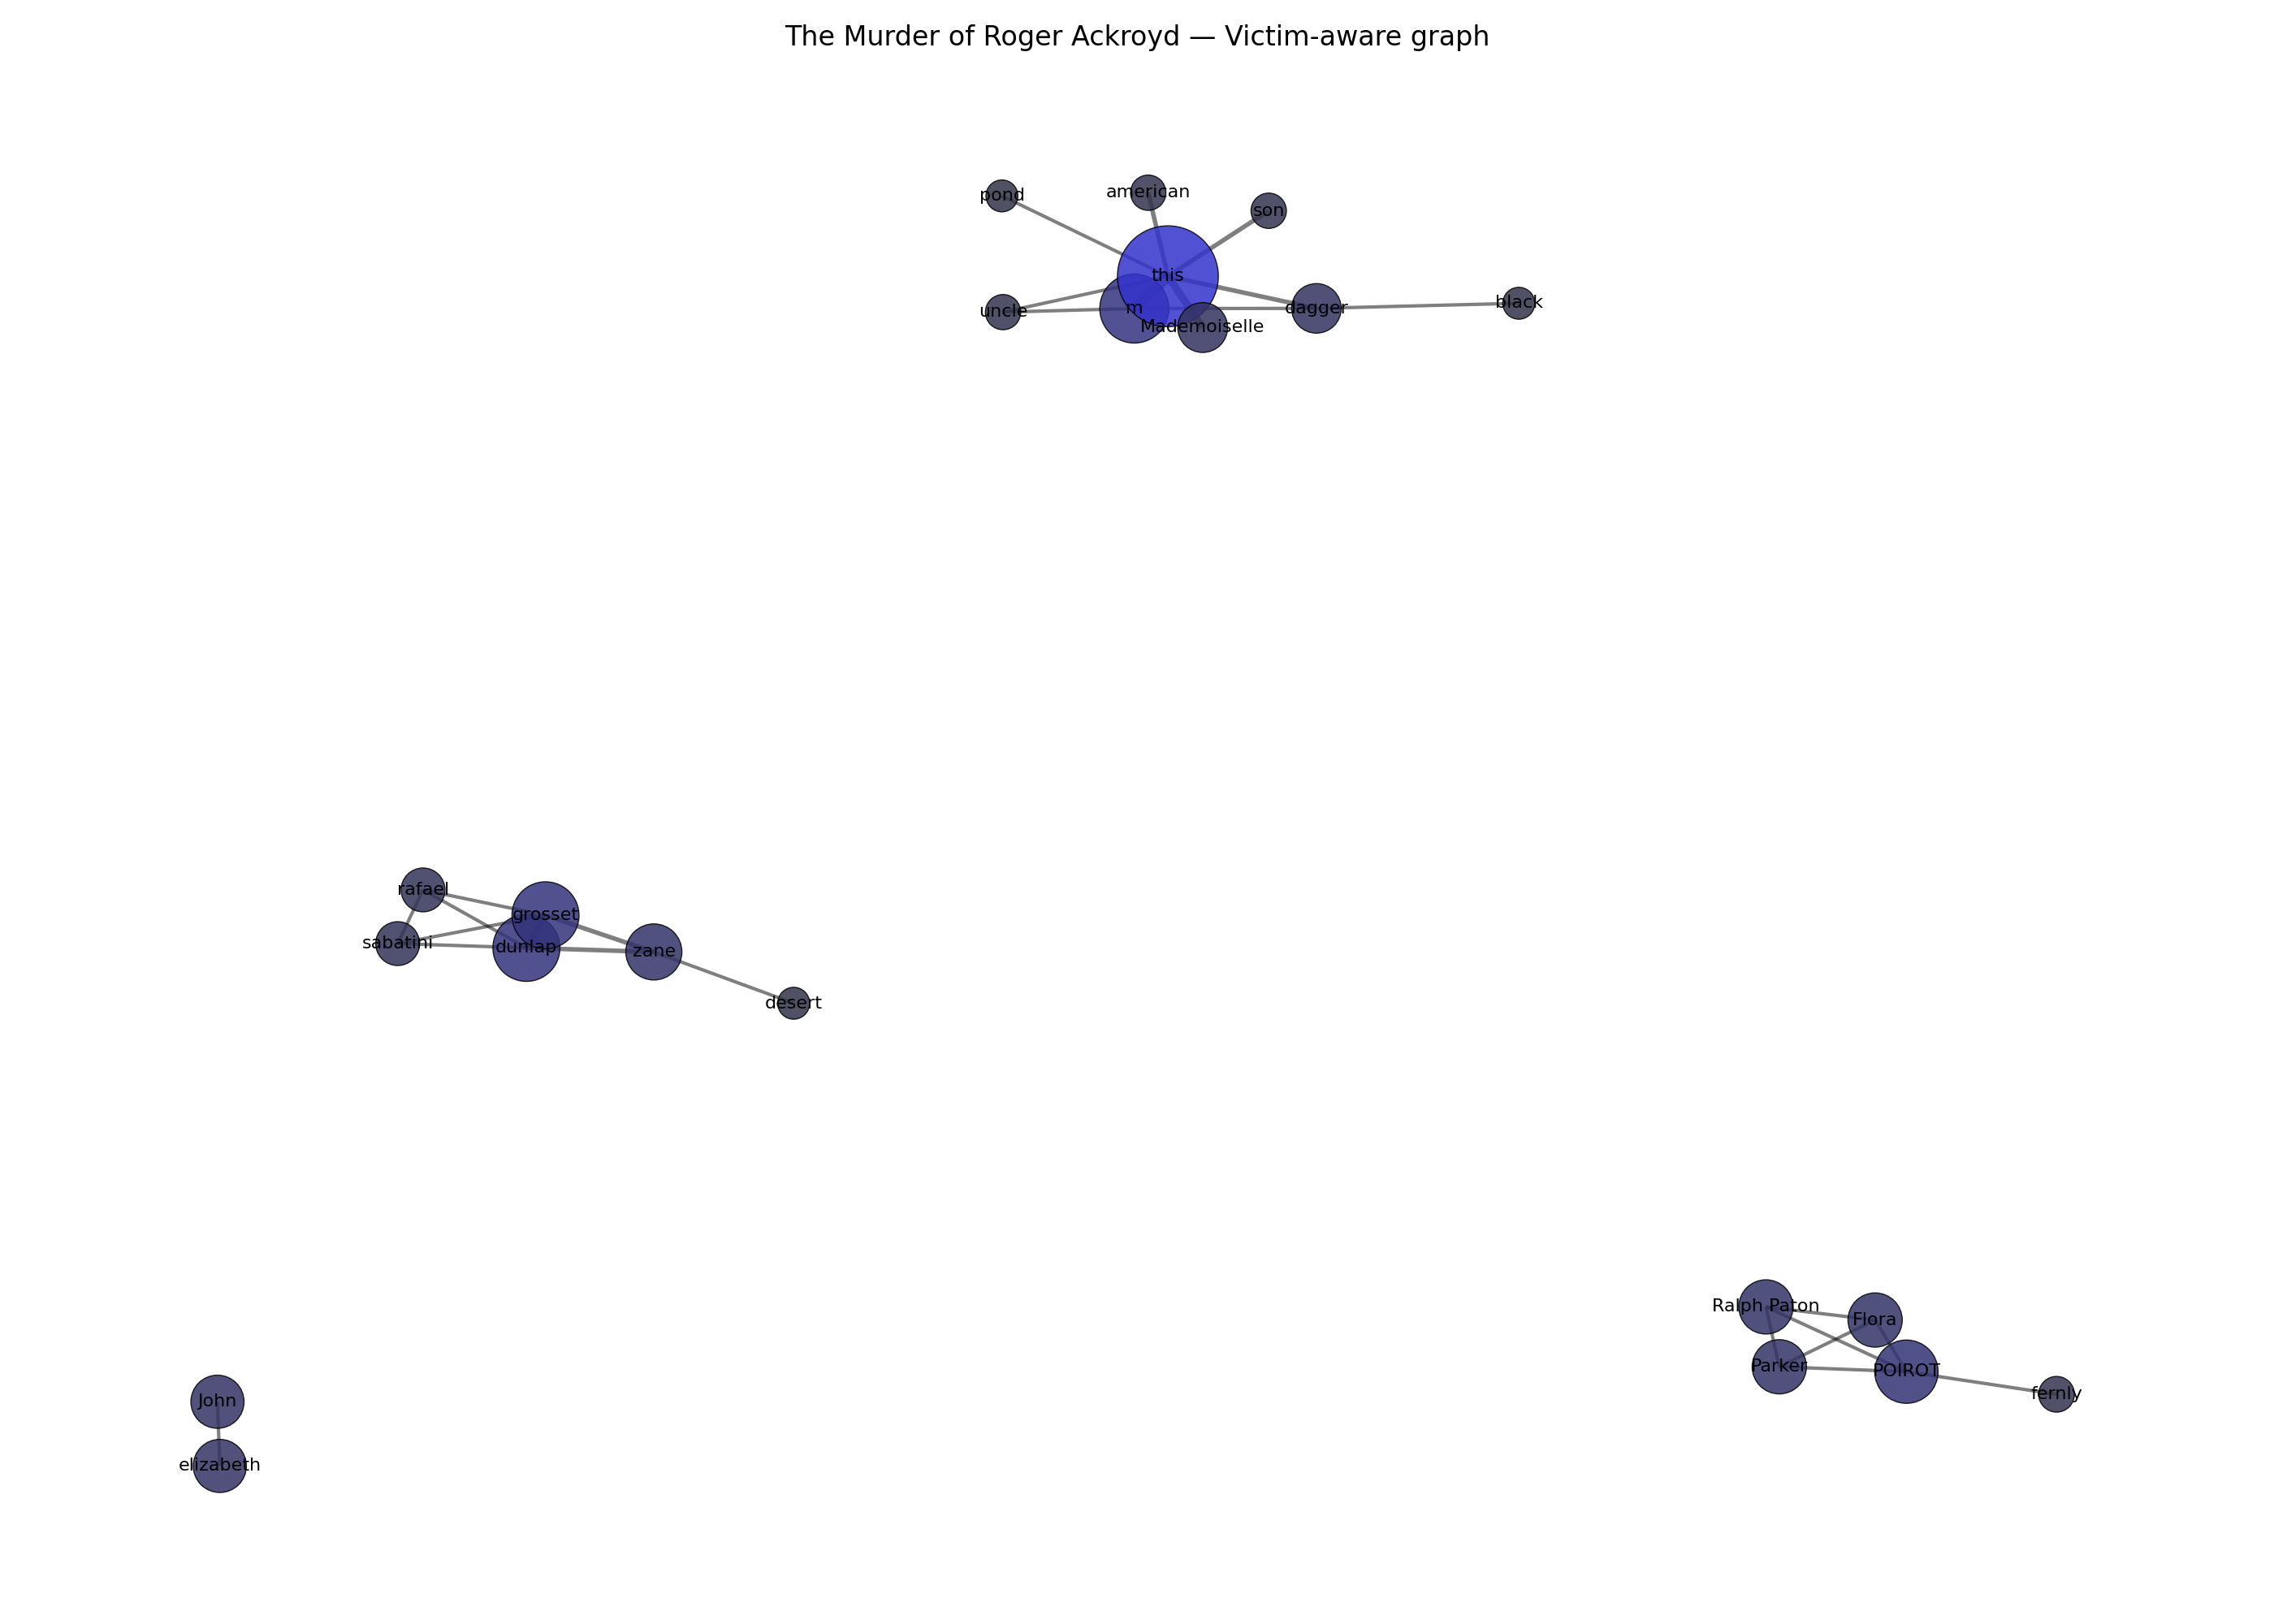 The Murder of Roger Ackroyd — Victim-aware graph
pond
american
son
this
uncle
m
dagger
black
Mademoiselle
rafael
grosset
sabatini
dunlap
zane
desert
Ralph Paton
Flora
Parker
POIROT
fernly
John
elizabeth